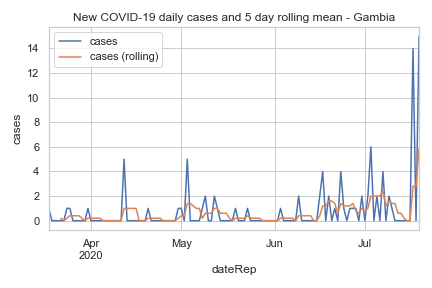 New COVID-19 daily cases and 5 day rolling mean - Gambia
cases
cases (rolling)
14
12
10
8
6
4
2
0
cases
Apr
2020
May
Jun
Jul
dateRep